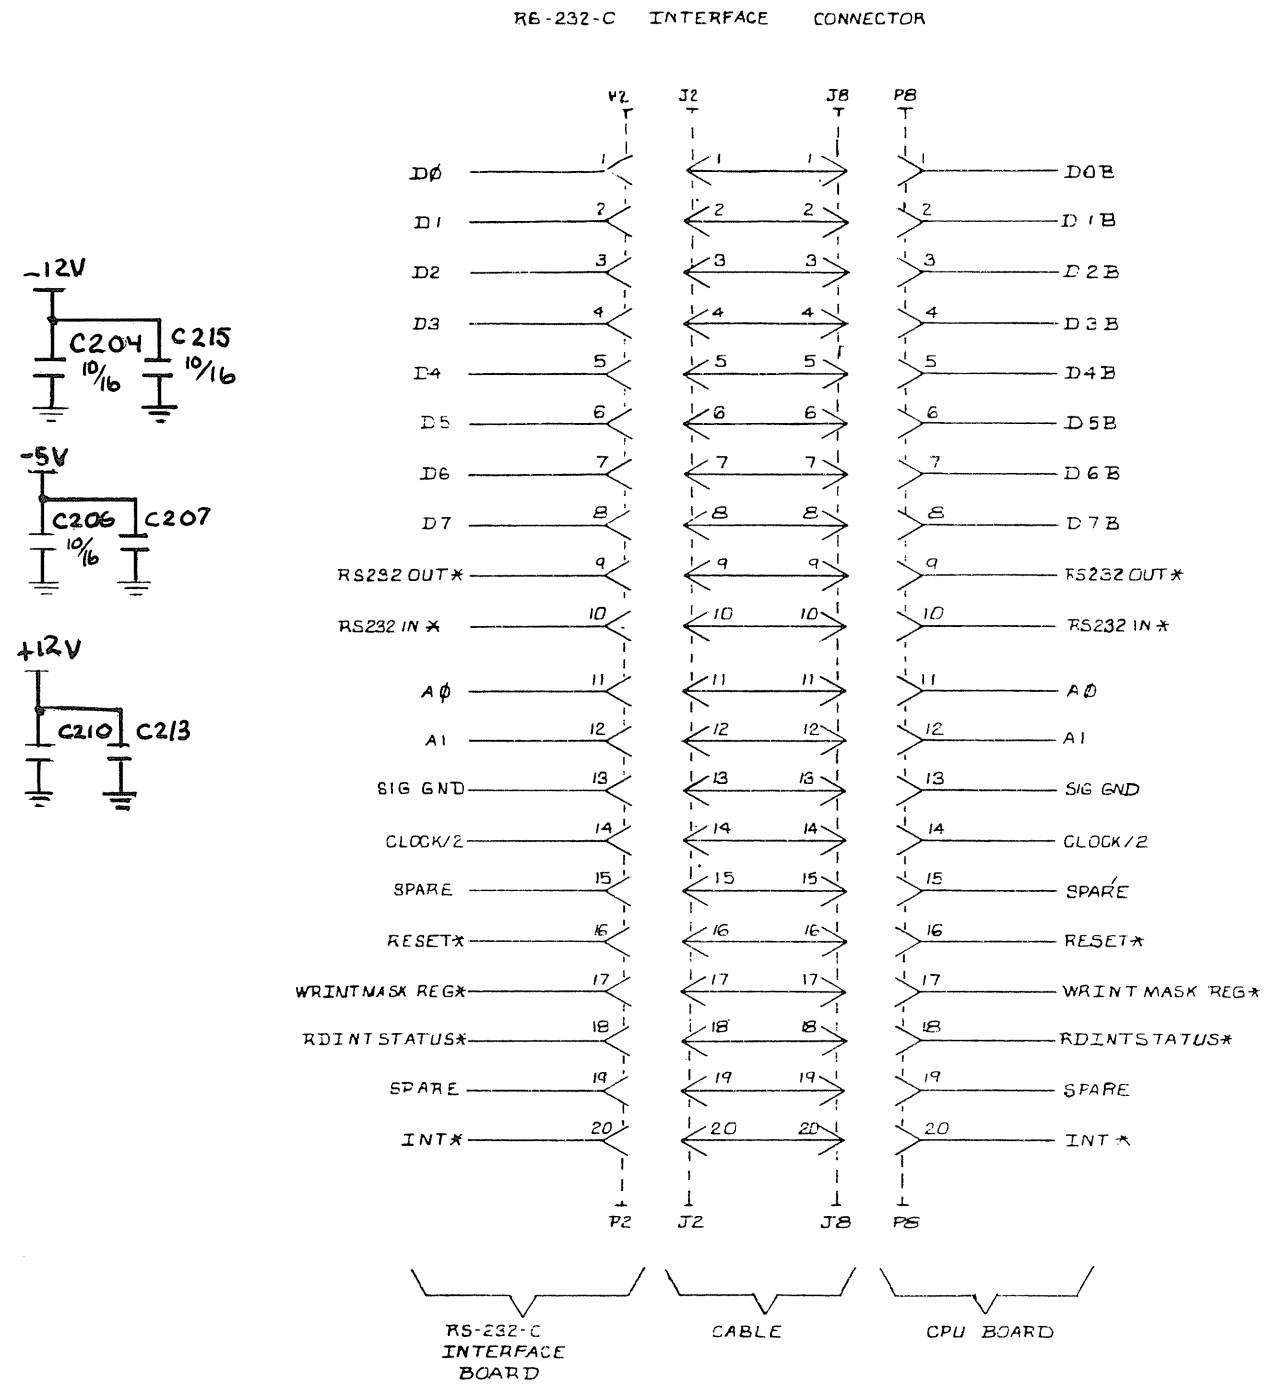 RS-232-C INTERFACE CONNECTOR
P2 J2 J8 P8
DØ 1 1 1 1 D0B
D1 2 2 2 2 D1B
D2 3 3 3 3 D2B
D3 4 4 4 4 D3B
D4 5 5 5 5 D4B
D5 6 6 6 6 D5B
D6 7 7 7 7 D6B
D7 8 8 8 8 D7B
RS232 OUT* 9 9 9 9 RS232 OUT*
RS232 IN* 10 10 10 10 RS232 IN*
AØ 11 11 11 11 AØ
A1 12 12 12 12 A1
SIG GND 13 13 13 13 SIG GND
CLOCK/2 14 14 14 14 CLOCK/2
SPARE 15 15 15 15 SPARE
RESET* 16 16 16 16 RESET*
WRINTMASK REG* 17 17 17 17 WRINT MASK REG*
RDINTSTATUS* 18 18 18 18 RDINTSTATUS*
SPARE 19 19 19 19 SPARE
INT* 20 20 20 20 INT*
P2 J2 J8 P8
RS-232-C
INTERFACE
BOARD
CABLE
CPU BOARD
-12V
C204 C215
10/16 10/16
-5V
C206 C207
10/16
+12V
C210 C213